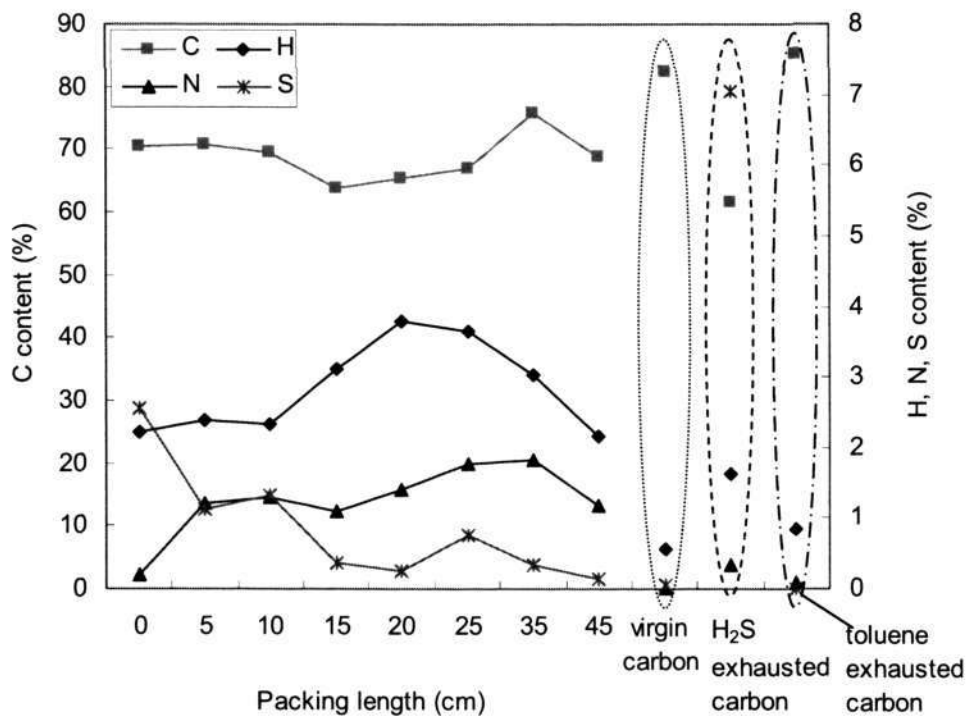 90
80
70
60
50
40
30
20
10
0
C content (%)
C H
N S
8
7
6
5
4
3
2
1
0
H, N, S content (%)
0 5 10 15 20 25 35 45
virgin
carbon
H₂S
exhausted
carbon
toluene
exhausted
carbon
Packing length (cm)